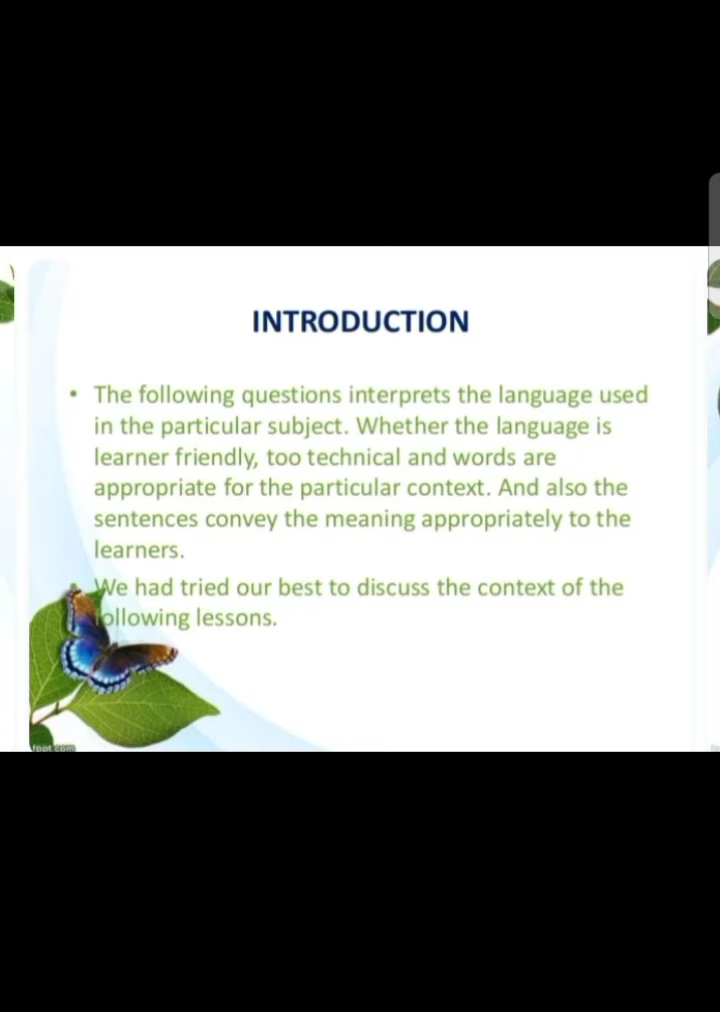 INTRODUCTION
• The following questions interprets the language used
in the particular subject. Whether the language is
learner friendly, too technical and words are
appropriate for the particular context. And also the
sentences convey the meaning appropriately to the
learners.
• We had tried our best to discuss the context of the
following lessons.